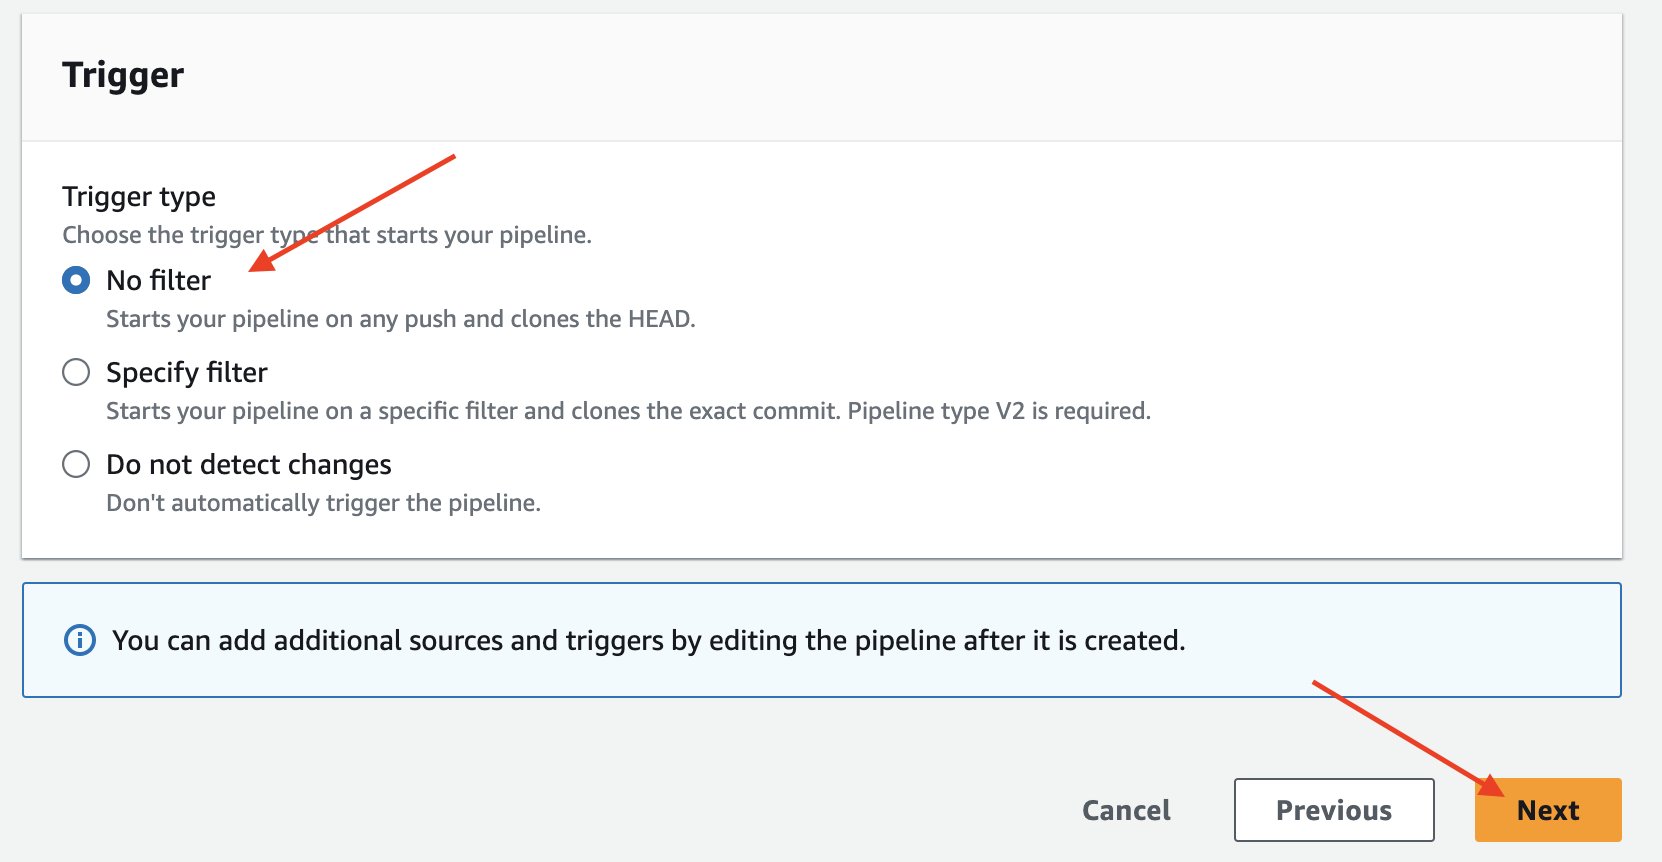 Trigger
Trigger type
Choose the trigger type that starts your pipeline.
No filter
Starts your pipeline on any push and clones the HEAD.
Specify filter
Starts your pipeline on a specific filter and clones the exact commit. Pipeline type V2 is required.
Do not detect changes
Don't automatically trigger the pipeline.
You can add additional sources and triggers by editing the pipeline after it is created.
Cancel Previous Next